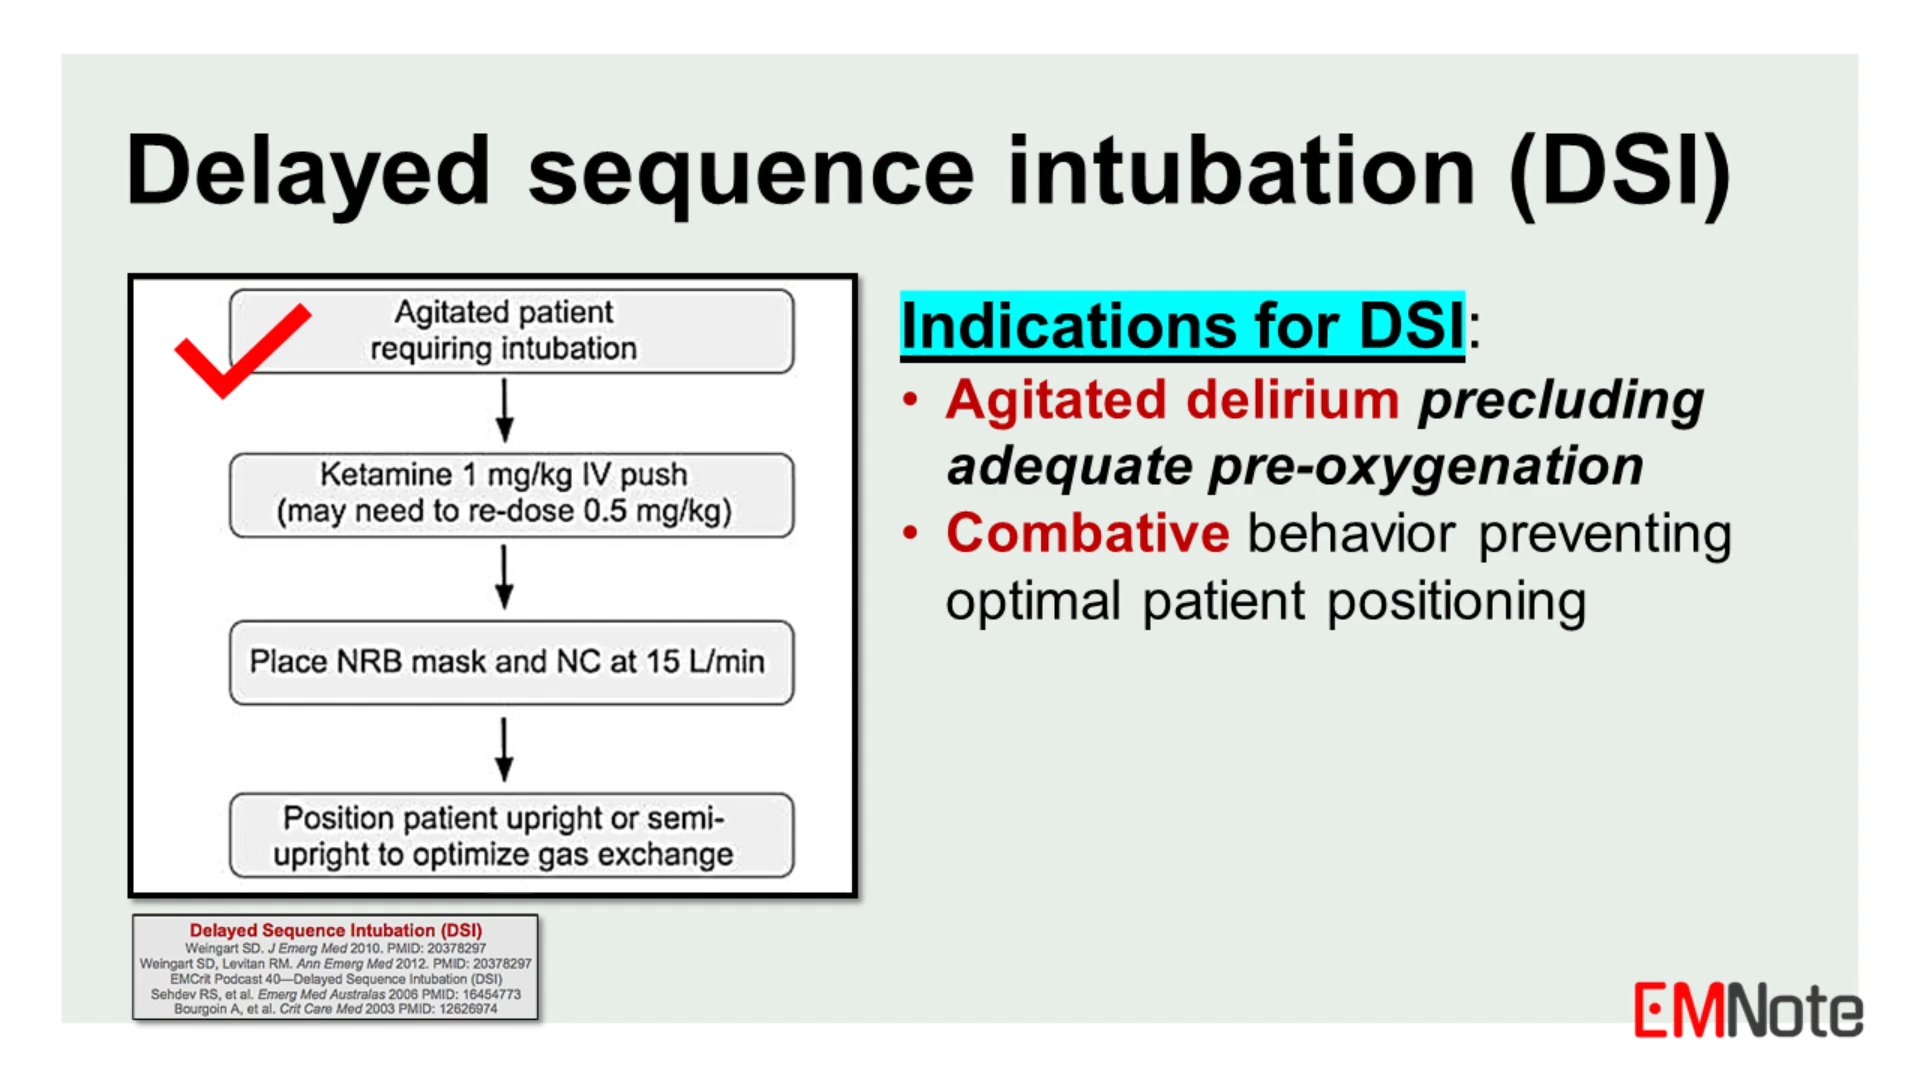 Delayed sequence intubation (DSI)
Agitated patient
requiring intubation
Ketamine 1 mg/kg IV push
(may need to re-dose 0.5 mg/kg)
Place NRB mask and NC at 15 L/min
Position patient upright or semi-
upright to optimize gas exchange
Indications for DSI:
• Agitated delirium precluding
adequate pre-oxygenation
• Combative behavior preventing
optimal patient positioning
Delayed Sequence Intubation (DSI)
Weingart SD. J Emerg Med 2010. PMID: 20378297
Weingart SD, Levitan RM. Ann Emerg Med 2012. PMID: 20378297
EMCrit Podcast 40—Delayed Sequence Intubation (DSI)
Sehdev RS, et al. Emerg Med Australas 2006 PMID: 16454773
Bourgoin A, et al. Crit Care Med 2003 PMID: 12626974
EMNote